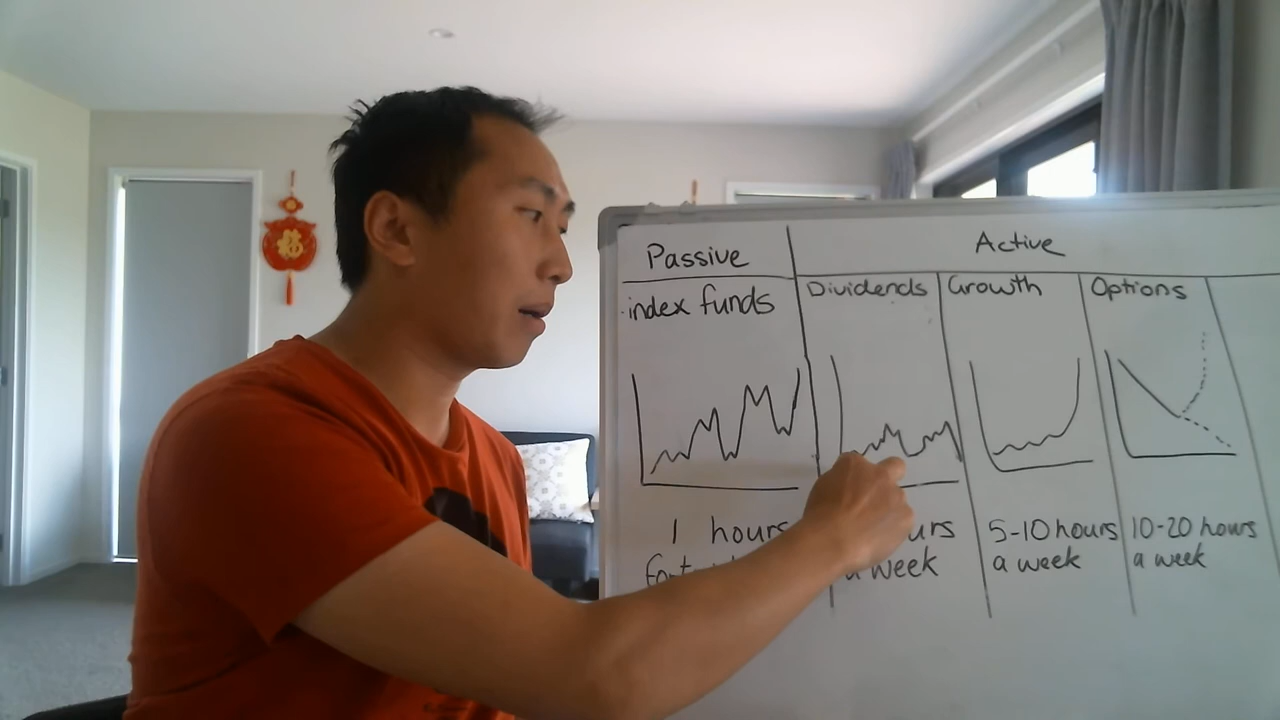 福
Passive
Active
index funds
Dividends
Growth
Options
1 hours
urs
a week
5-10 hours
a week
10-20 hours
a week